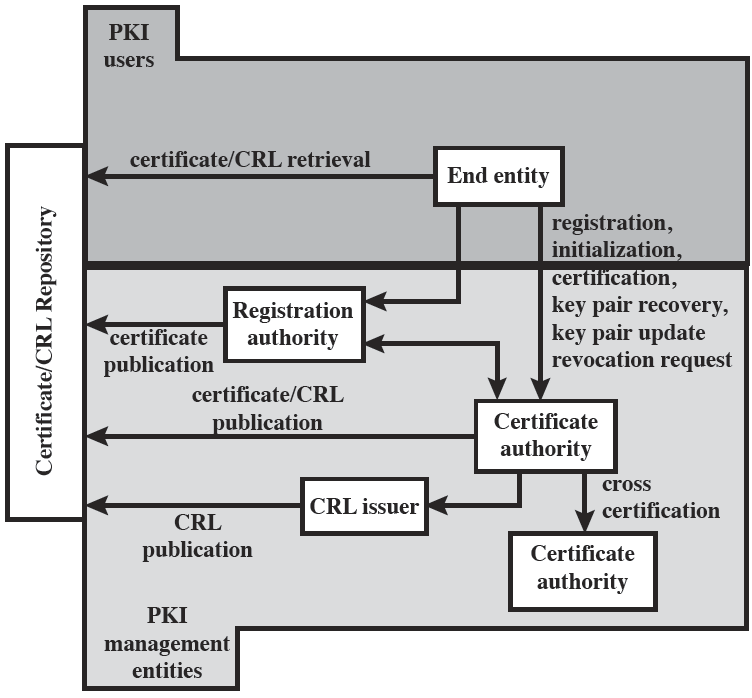 PKI
users
certificate/CRL retrieval
End entity
Certificate/CRL Repository
registration,
initialization,
certification,
key pair recovery,
key pair update
revocation request
Registration
authority
certificate
publication
certificate/CRL
publication
Certificate
authority
CRL issuer
CRL
publication
cross
certification
Certificate
authority
PKI
management
entities